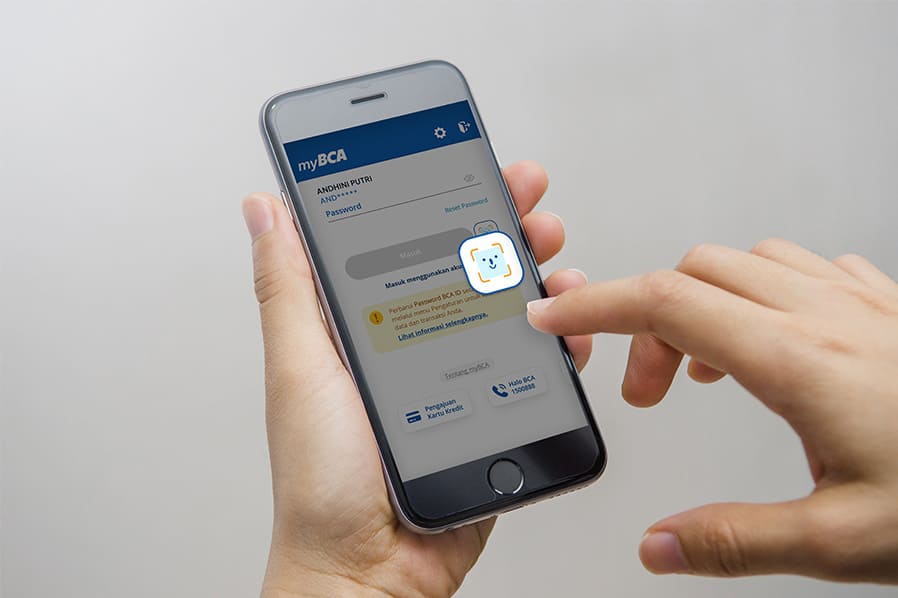 myBCA
ANDHINI PUTRI
AND*****
Password
Reset Password
Masuk
Masuk menggunakan
Perbarui Password BCA ID
melalui menu Pengaturan untuk
data dan transaksi Anda.
Lihat informasi selengkapnya.
Tentang myBCA
Pengajuan
Kartu Kredit
Halo BCA
1500888